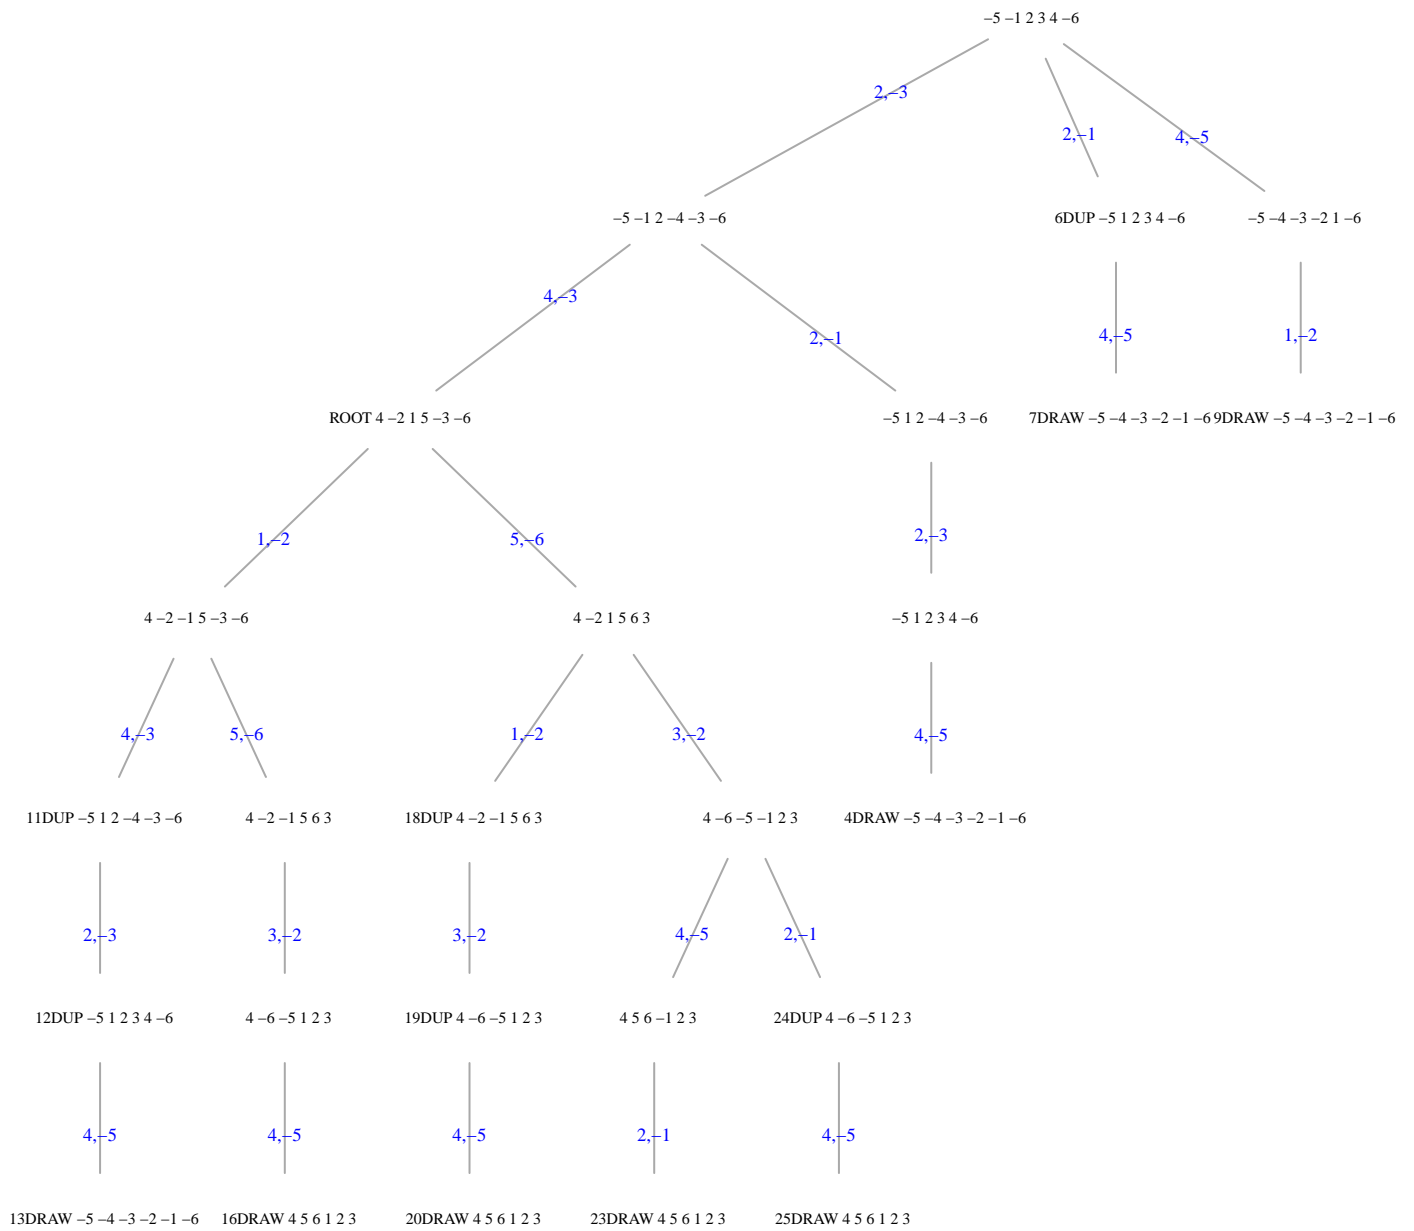 –5 –1 2 3 4 –6
2,–3
2,–1
4,–5
–5 –1 2 –4 –3 –6
6DUP –5 1 2 3 4 –6
–5 –4 –3 –2 1 –6
4,–3
2,–1
4,–5
1,–2
ROOT 4 –2 1 5 –3 –6
–5 1 2 –4 –3 –6
7DRAW –5 –4 –3 –2 –1 –6
9DRAW –5 –4 –3 –2 –1 –6
1,–2
5,–6
2,–3
4 –2 –1 5 –3 –6
4 –2 1 5 6 3
–5 1 2 3 4 –6
4,–3
5,–6
1,–2
3,–2
4,–5
11DUP –5 1 2 –4 –3 –6
4 –2 –1 5 6 3
18DUP 4 –2 –1 5 6 3
4 –6 –5 –1 2 3
4DRAW –5 –4 –3 –2 –1 –6
2,–3
3,–2
3,–2
4,–5
2,–1
12DUP –5 1 2 3 4 –6
4 –6 –5 1 2 3
19DUP 4 –6 –5 1 2 3
4 5 6 –1 2 3
24DUP 4 –6 –5 1 2 3
4,–5
4,–5
4,–5
2,–1
4,–5
13DRAW –5 –4 –3 –2 –1 –6
16DRAW 4 5 6 1 2 3
20DRAW 4 5 6 1 2 3
23DRAW 4 5 6 1 2 3
25DRAW 4 5 6 1 2 3